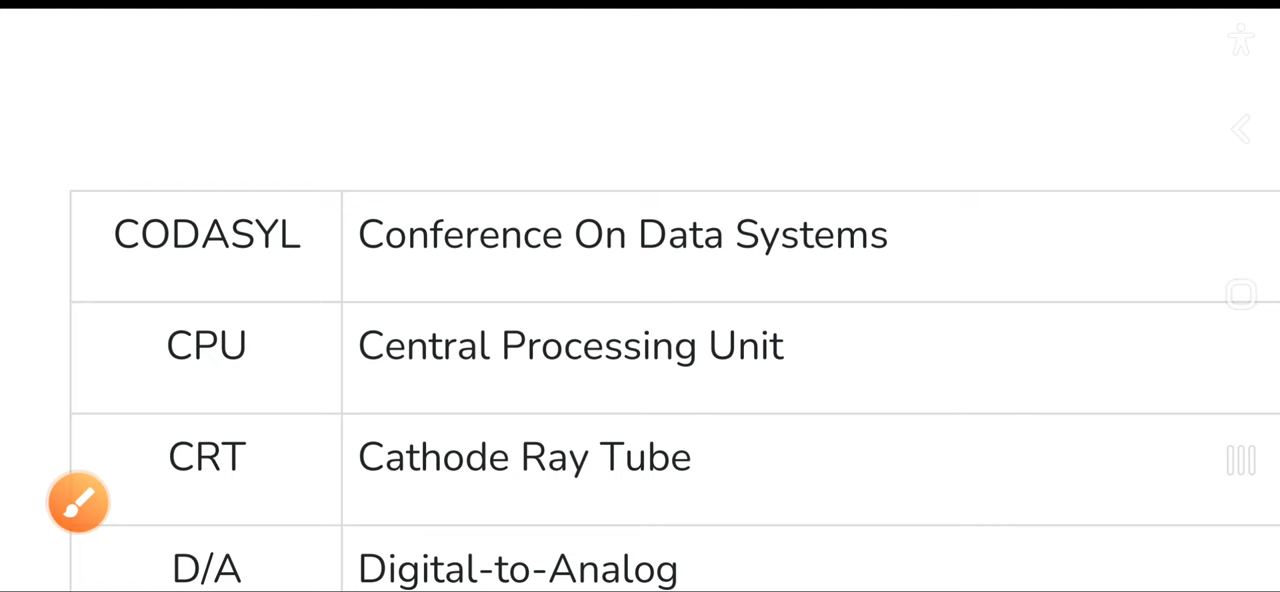 CODASYL Conference On Data Systems
CPU Central Processing Unit
CRT Cathode Ray Tube
D/A Digital-to-Analog